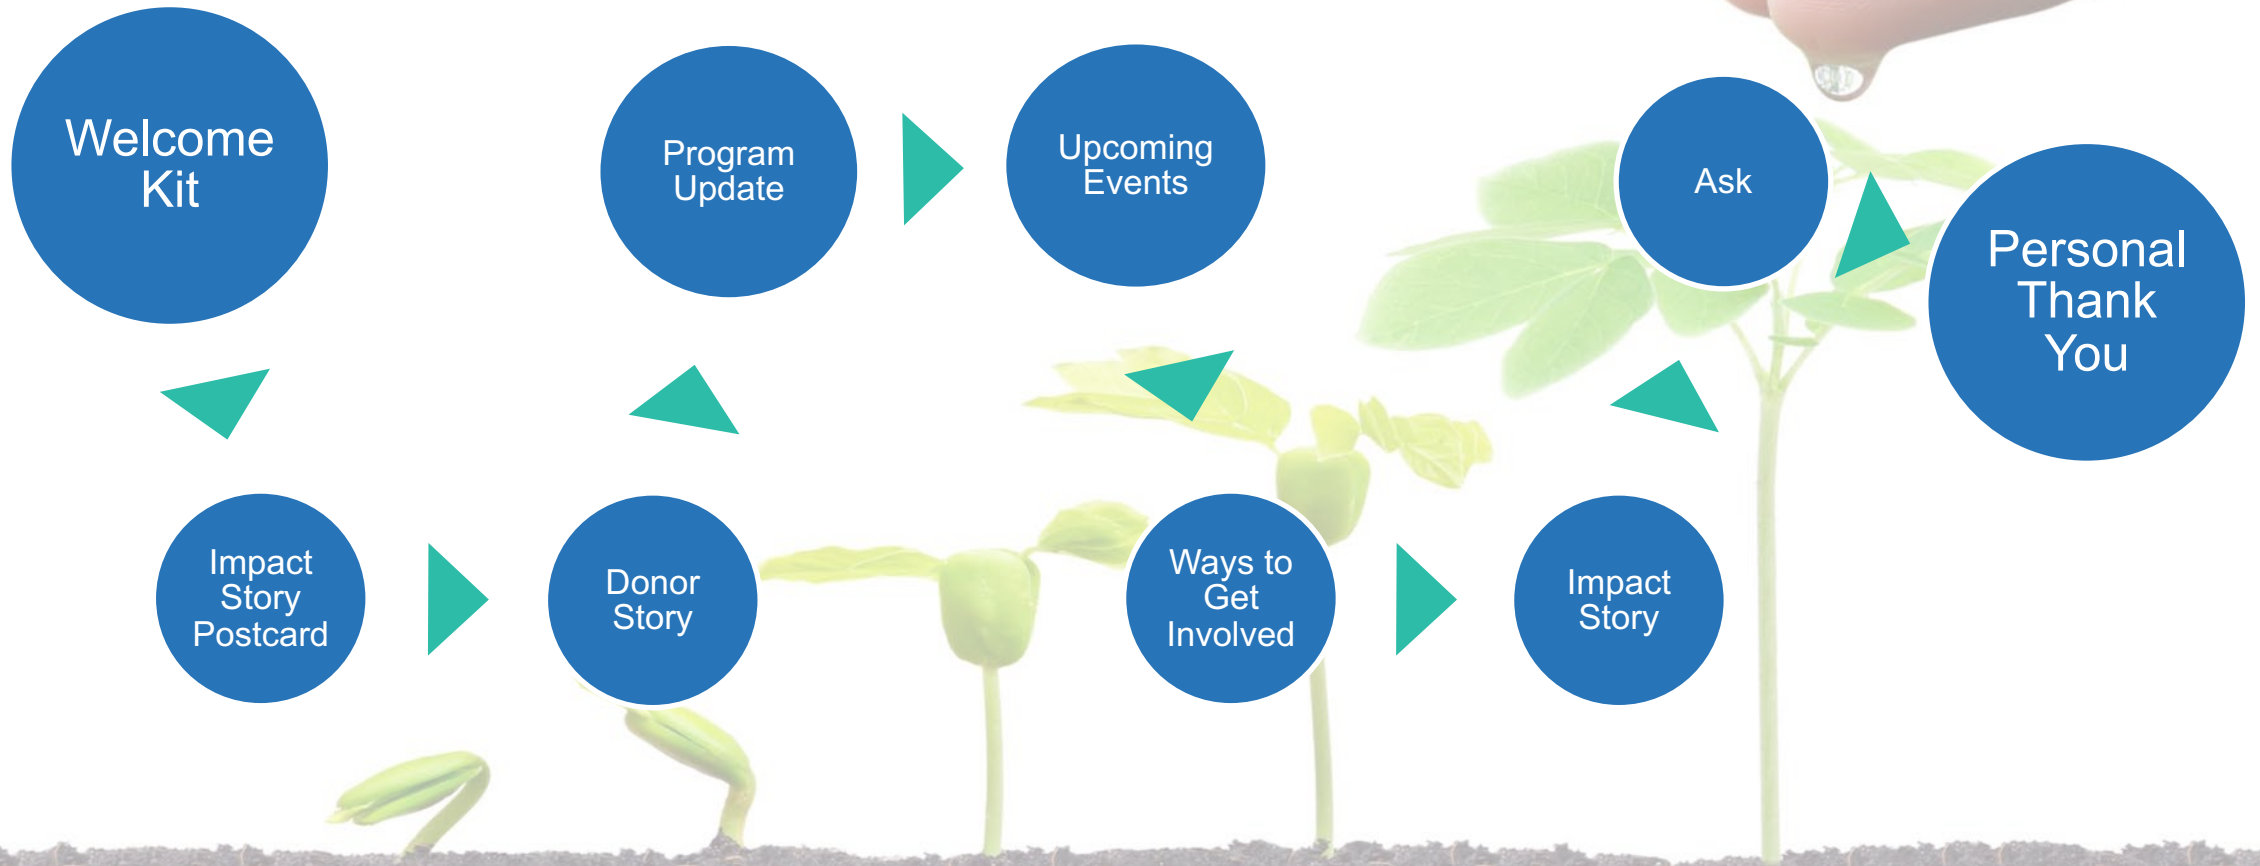 Welcome
Kit
Impact
Story
Postcard
Donor
Story
Program
Update
Upcoming
Events
Ways to
Get
Involved
Impact
Story
Ask
Personal
Thank
You